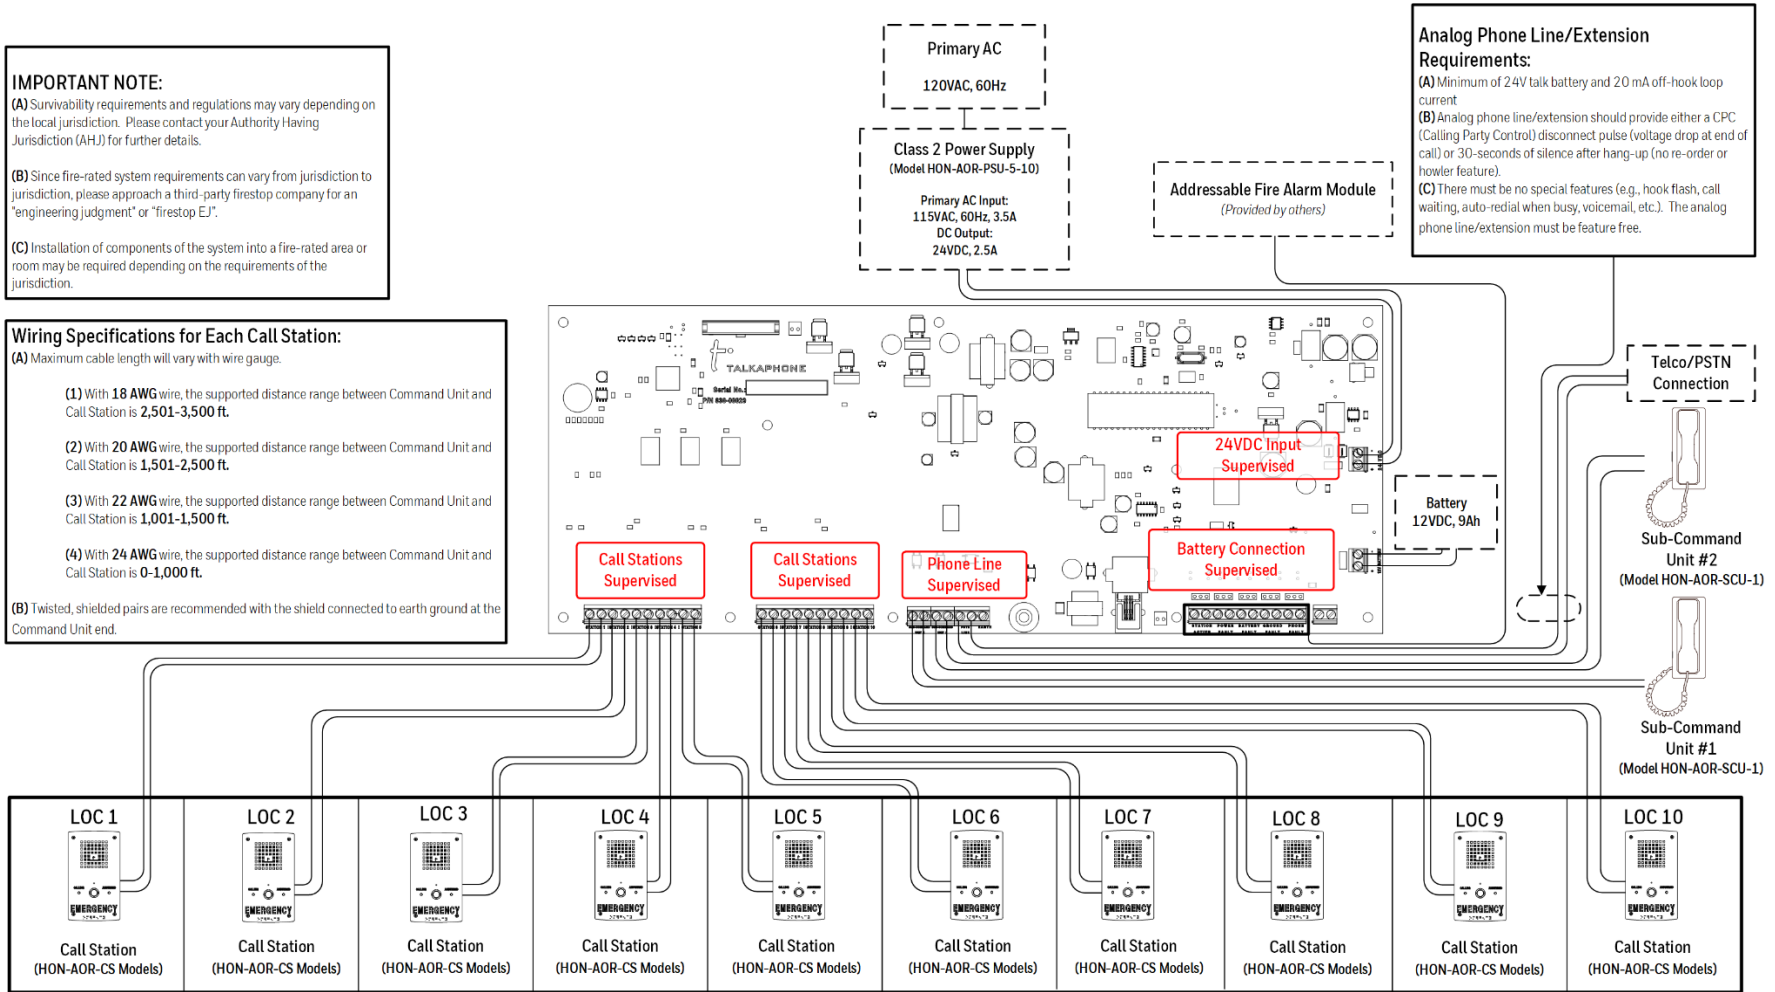 IMPORTANT NOTE:
(A) Survivability requirements and regulations may vary depending on
the local jurisdiction. Please contact your Authority Having
Jurisdiction (AHJ) for further details.
(B) Since fire-rated system requirements can vary from jurisdiction to
jurisdiction, please approach a third-party firestop company for an
"engineering judgment" or "firestop EJ".
(C) Installation of components of the system into a fire-rated area or
room may be required depending on the requirements of the
jurisdiction.
Wiring Specifications for Each Call Station:
(A) Maximum cable length will vary with wire gauge.
(1) With 18 AWG wire, the supported distance range between Command Unit and
Call Station is 2,501-3,500 ft.
(2) With 20 AWG wire, the supported distance range between Command Unit and
Call Station is 1,501-2,500 ft.
(3) With 22 AWG wire, the supported distance range between Command Unit and
Call Station is 1,001-1,500 ft.
(4) With 24 AWG wire, the supported distance range between Command Unit and
Call Station is 0-1,000 ft.
(B) Twisted, shielded pairs are recommended with the shield connected to earth ground at the
Command Unit end.
Primary AC
120VAC, 60Hz
Class 2 Power Supply
(Model HON-AOR-PSU-5-10)
Primary AC Input:
115VAC, 60Hz, 3.5A
DC Output:
24VDC, 2.5A
Addressable Fire Alarm Module
(Provided by others)
Analog Phone Line/Extension
Requirements:
(A) Minimum of 24V talk battery and 20 mA off-hook loop
current
(B) Analog phone line/extension should provide either a CPC
(Calling Party Control) disconnect pulse (voltage drop at end of
call) or 30-seconds of silence after hang-up (no re-order or
howler feature).
(C) There must be no special features (e.g., hook flash, call
waiting, auto-redial when busy, voicemail, etc.). The analog
phone line/extension must be feature free.
TALKAPHONE
Serial No.:
24VDC Input
Supervised
Call Stations
Supervised
Call Stations
Supervised
Phone Line
Supervised
Battery Connection
Supervised
STATION POWER BATTERY GROUND PHONE
FAULT FAULT FAULT FAULT
Telco/PSTN
Connection
Battery
12VDC, 9Ah
Sub-Command
Unit #2
(Model HON-AOR-SCU-1)
Sub-Command
Unit #1
(Model HON-AOR-SCU-1)
LOC 1
EMERGENCY
Call Station
(HON-AOR-CS Models)
LOC 2
EMERGENCY
Call Station
(HON-AOR-CS Models)
LOC 3
EMERGENCY
Call Station
(HON-AOR-CS Models)
LOC 4
EMERGENCY
Call Station
(HON-AOR-CS Models)
LOC 5
EMERGENCY
Call Station
(HON-AOR-CS Models)
LOC 6
EMERGENCY
Call Station
(HON-AOR-CS Models)
LOC 7
EMERGENCY
Call Station
(HON-AOR-CS Models)
LOC 8
EMERGENCY
Call Station
(HON-AOR-CS Models)
LOC 9
EMERGENCY
Call Station
(HON-AOR-CS Models)
LOC 10
EMERGENCY
Call Station
(HON-AOR-CS Models)